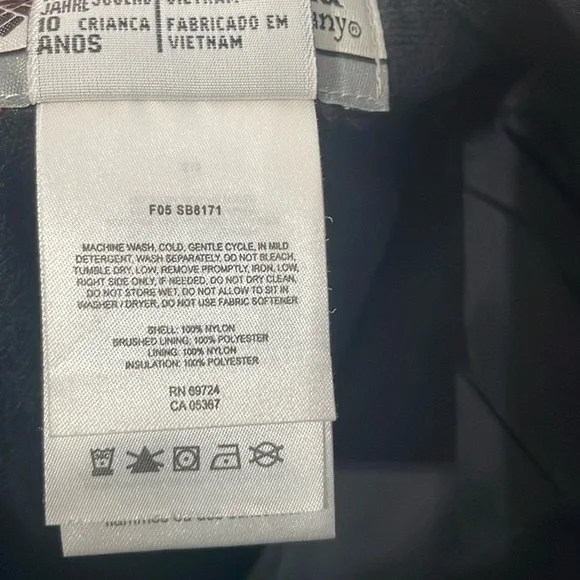 JAHRE
10 CRIANCA
ANOS
FABRICADO EM
VIETNAM
any®
F05 SB8171
MACHINE WASH, COLD, GENTLE CYCLE, IN MILD
DETERGENT, WASH SEPARATELY, DO NOT BLEACH,
TUMBLE DRY, LOW, REMOVE PROMPTLY, IRON, LOW,
RIGHT SIDE ONLY, IF NEEDED, DO NOT DRY CLEAN,
DO NOT STORE WET, DO NOT ALLOW TO SIT IN
WASHER / DRYER, DO NOT USE FABRIC SOFTENER
SHELL: 100% NYLON
BRUSHED LINING: 100% POLYESTER
LINING: 100% NYLON
INSULATION: 100% POLYESTER
RN 69724
CA 05367